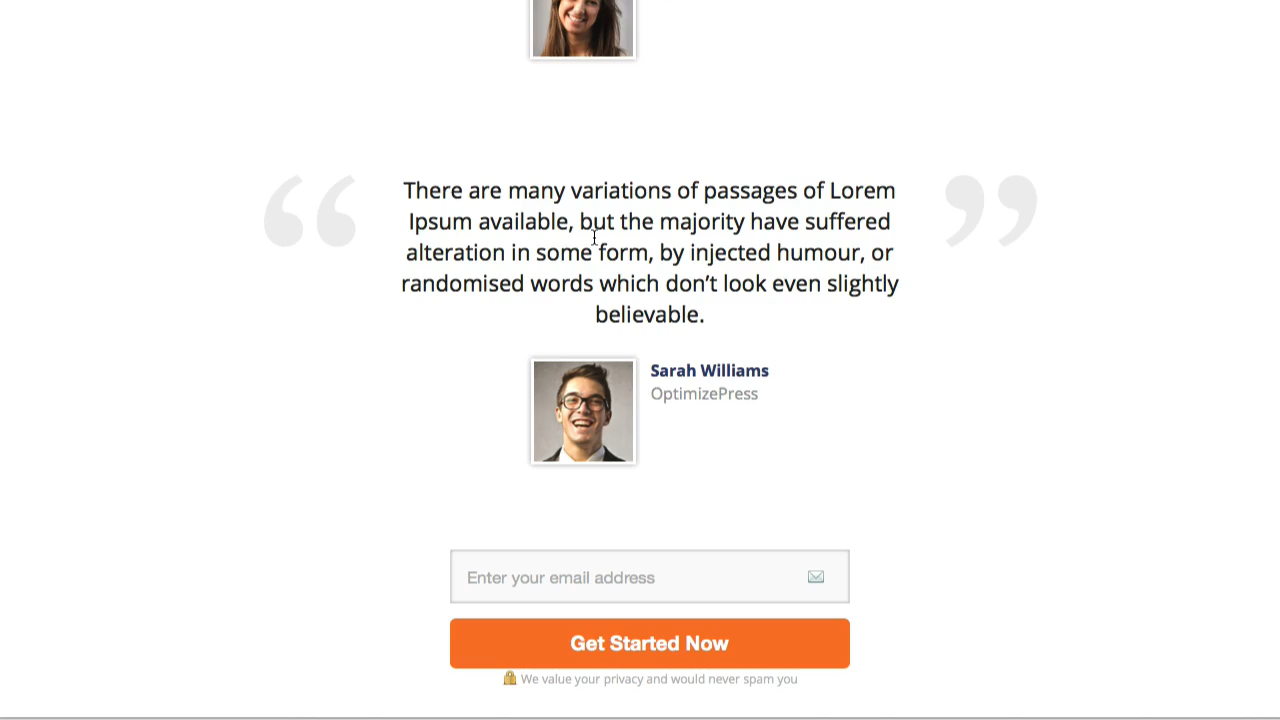 There are many variations of passages of Lorem
Ipsum available, but the majority have suffered
alteration in some form, by injected humour, or
randomised words which don’t look even slightly
believable.
Sarah Williams
OptimizePress
Enter your email address
Get Started Now
We value your privacy and would never spam you